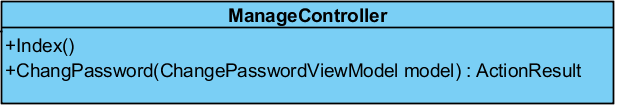 ManageController
+Index()
+ChangPassword(ChangePasswordViewModel model) : ActionResult